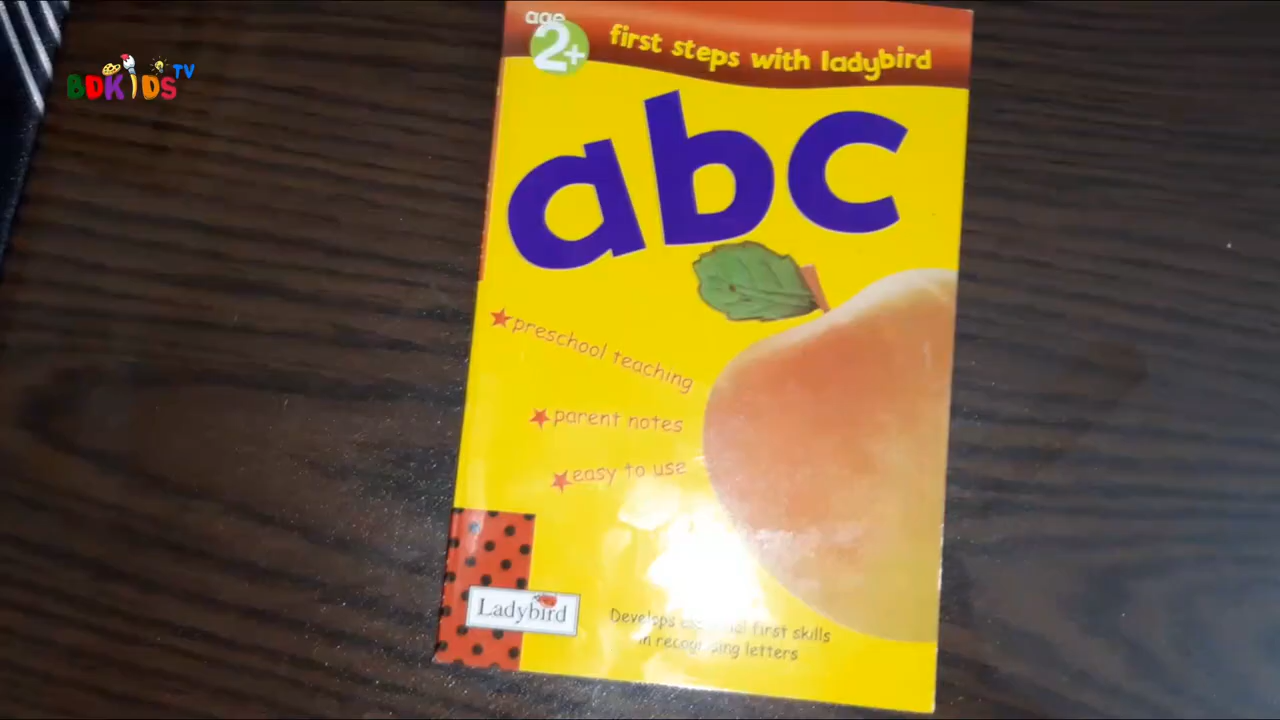 BDKIDS TV
age
2+
first steps with ladybird
abc
preschool teaching
parent notes
easy to use
Ladybird
Develops first skills
in letters